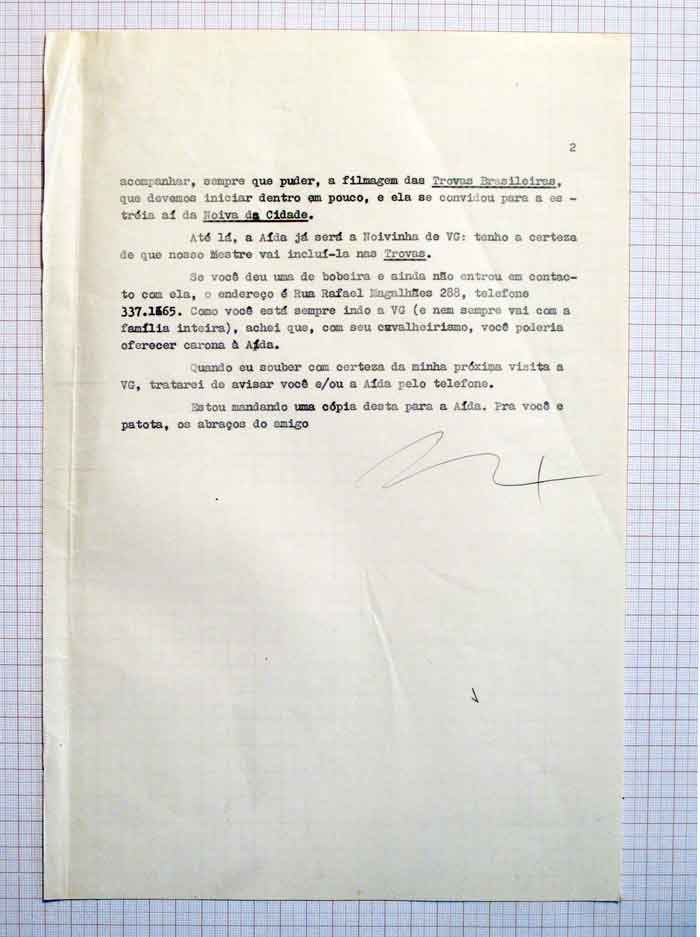 2
acompanhar, sempre que puder, a filmagem das Trovas Brasileiras,
que devemos iniciar dentro em pouco, e ela se convidou para a es-
tréia aí da Noiva da Cidade.
Até lá, a Aída já será a Noivinha de VG: tenho a certeza
de que nosso Mestre vai incluí-la nas Trovas.
Se você deu uma de bobeira e ainda não entrou em contac-
to com ela, o endereço é Rua Rafael Magalhães 288, telefone
337.1665. Como você está sempre indo a VG (e nem sempre vai com a
família inteira), achei que, com seu cavalheirismo, você poderia
oferecer carona à Aída.
Quando eu souber com certeza da minha próxima visita a
VG, tratarei de avisar você e/ou a Aída pelo telefone.
Estou mandando uma cópia desta para a Aída. Pra você e
patota, os abraços do amigo